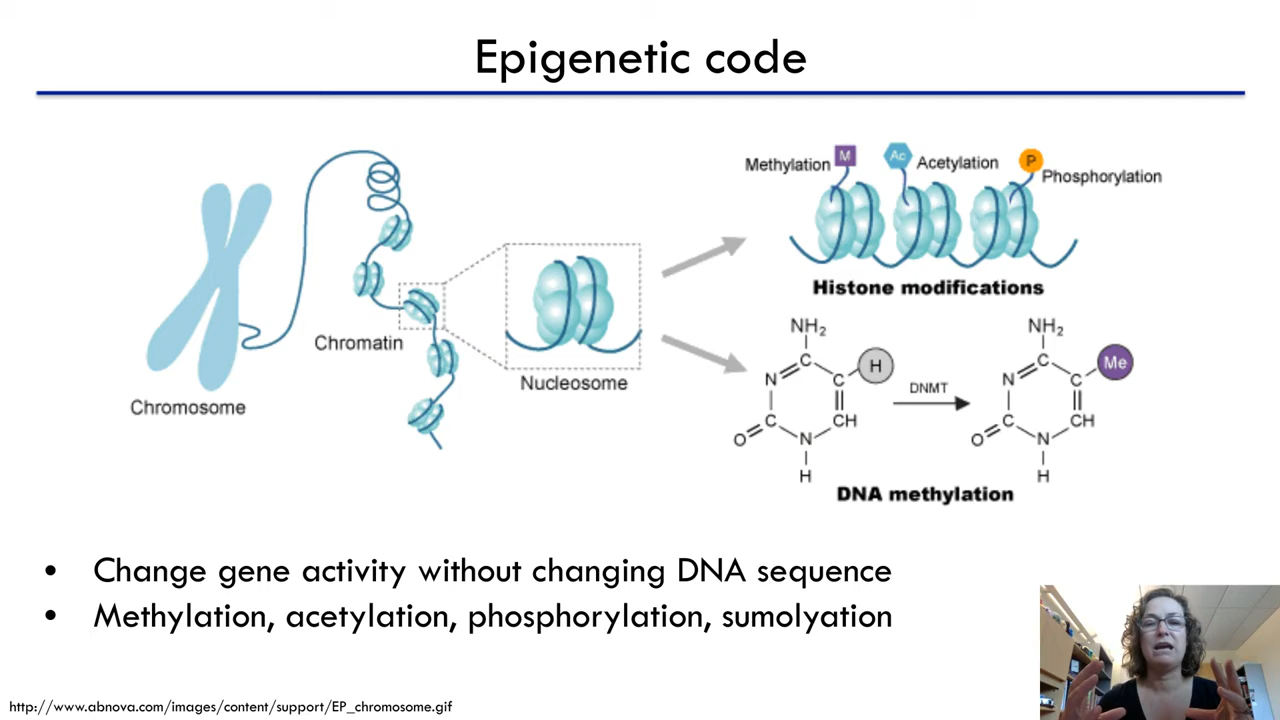 Epigenetic code
Methylation
M
Ac
Acetylation
P
Phosphorylation
Histone modifications
Chromatin
Nucleosome
Chromosome
NH₂
N
C
C
H
C
CH
O
N
H
DNMT
NH₂
N
C
C
Me
C
CH
O
N
H
DNA methylation
• Change gene activity without changing DNA sequence
• Methylation, acetylation, phosphorylation, sumolyation
http://www.abnova.com/images/content/support/EP_chromosome.gif